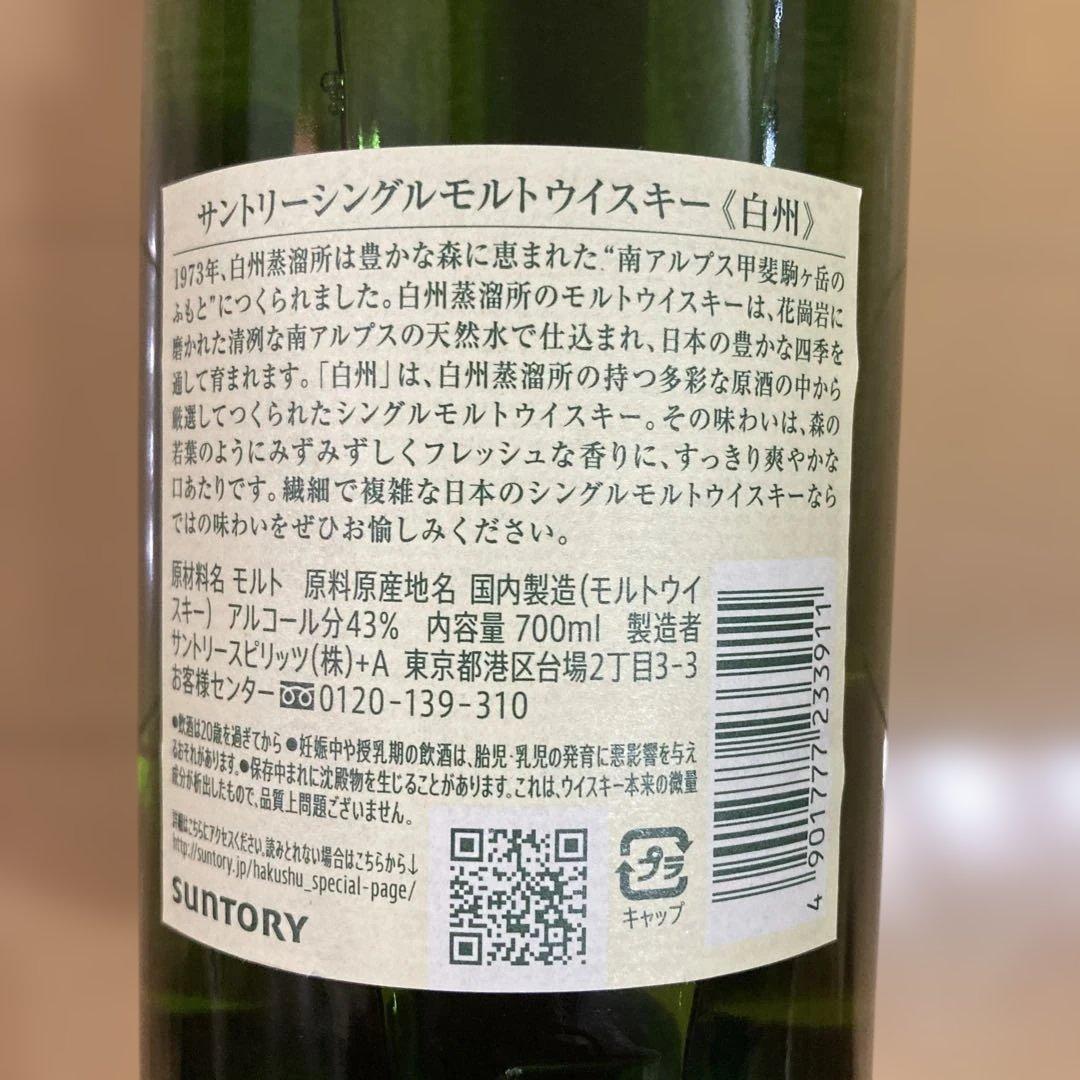 サントリーシングルモルトウイスキー《白州》
1973年、白州蒸溜所は豊かな森に恵まれた“南アルプス甲斐駒ヶ岳の
ふもと”につくられました。白州蒸溜所のモルトウイスキーは、花崗岩に
磨かれた清冽な南アルプスの天然水で仕込まれ、日本の豊かな四季を
通して育まれます。「白州」は、白州蒸溜所の持つ多彩な原酒の中から
厳選してつくられたシングルモルトウイスキー。その味わいは、森の
若葉のようにみずみずしくフレッシュな香りに、すっきり爽やかな
口あたりです。繊細で複雑な日本のシングルモルトウイスキーなら
ではの味わいをぜひお愉しみください。
原材料名 モルト 原料原産地名 国内製造(モルトウイ
スキー) アルコール分43% 内容量 700ml 製造者
サントリースピリッツ(株)+A 東京都港区台場2丁目3-3
お客様センター 0120-139-310
●飲酒は20歳を過ぎてから ●妊娠中や授乳期の飲酒は、胎児・乳児の発育に悪影響を与え
るおそれがあります。●保存中まれに沈殿物を生じることがあります。これは、ウイスキー本来の微量
成分が析出したもので、品質上問題ございません。
詳細はこちらにアクセスください。読みとれない場合はこちらから↓
http://suntory.jp/hakushu_special-page/
SUNTORY
プラ
キャップ
4 901777 233911